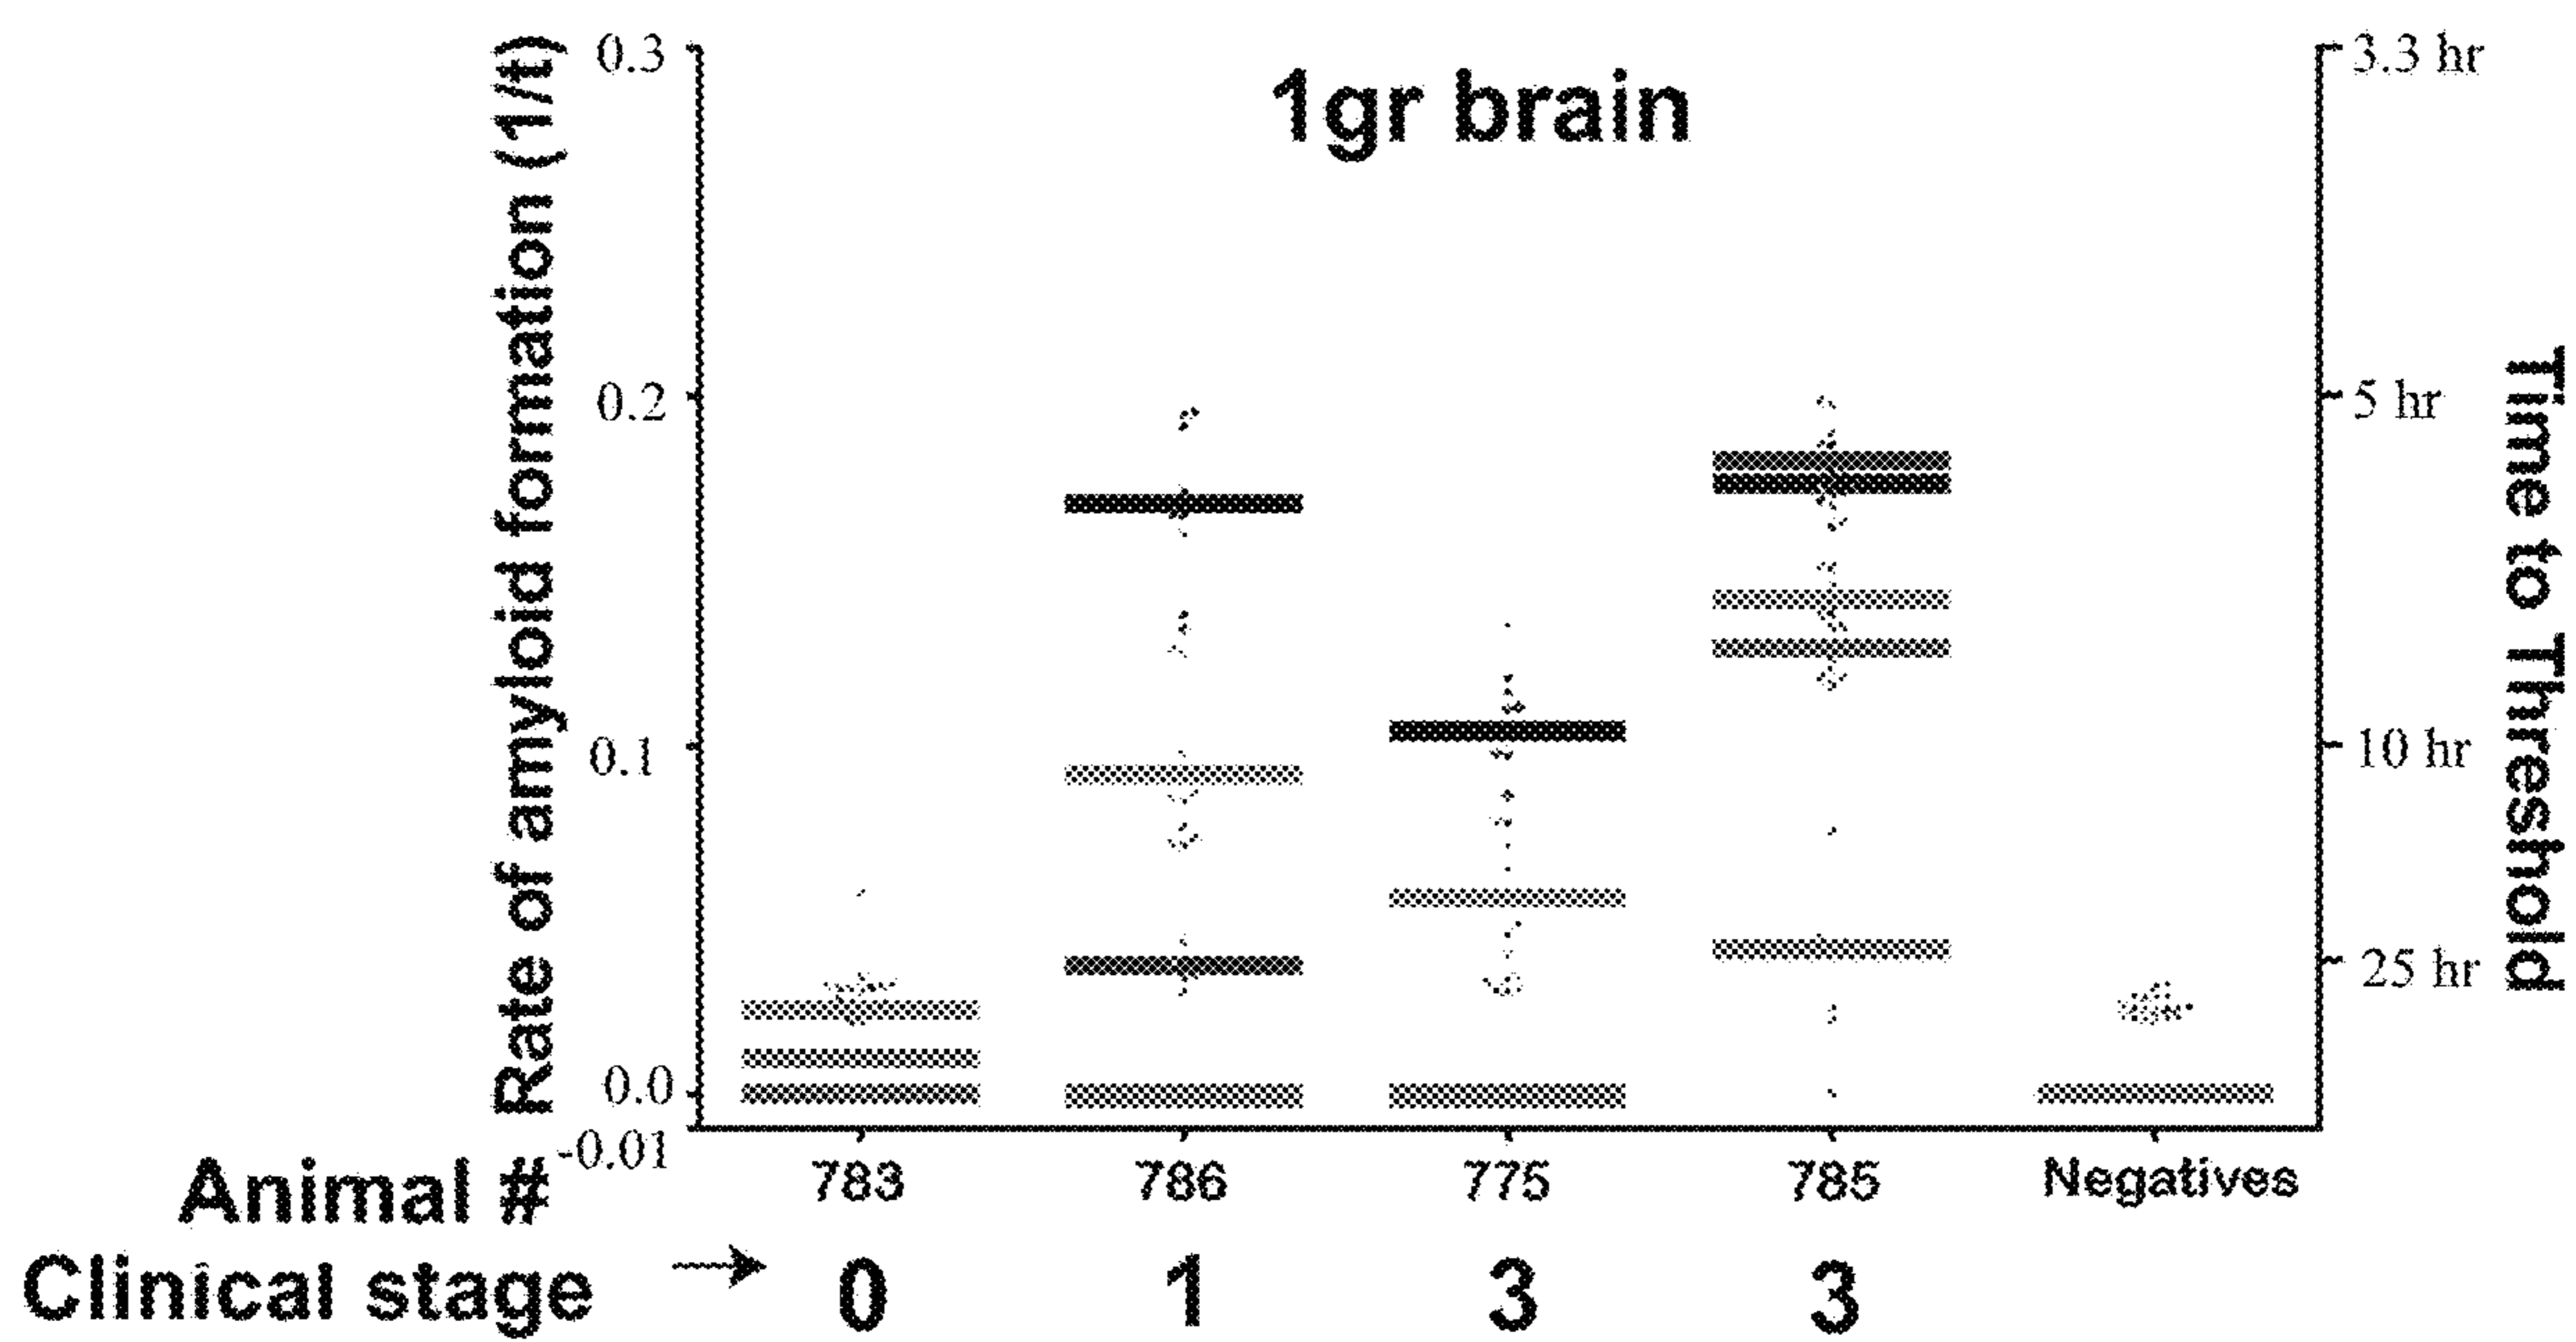 1gr brain
Rate of amyloid formation (1/t)
0.3
0.2
0.1
0.0
-0.01
3.3 hr
5 hr
10 hr
25 hr
Time to Threshold
Animal # 783 786 775 785 Negatives
Clinical stage → 0 1 3 3